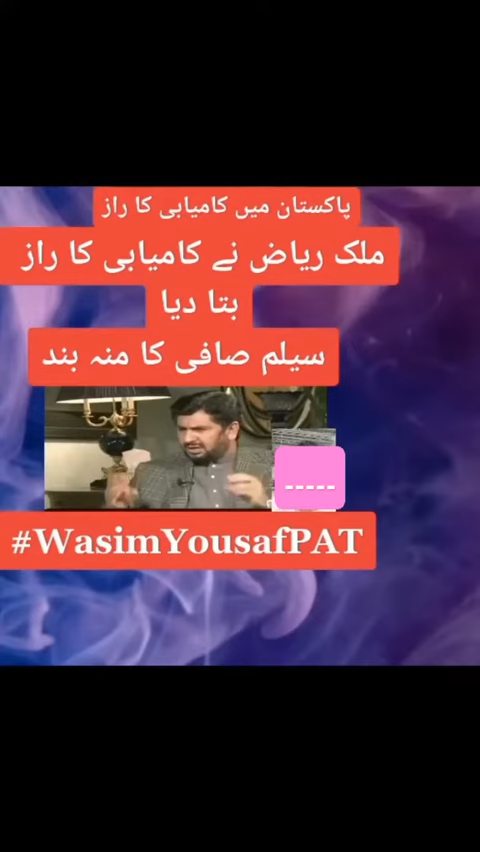 پاکستان میں کامیابی کا راز
ملک ریاض نے کامیابی کا راز
بتا دیا
سیلم صافی کا منہ بند
-----
#WasimYousafPAT